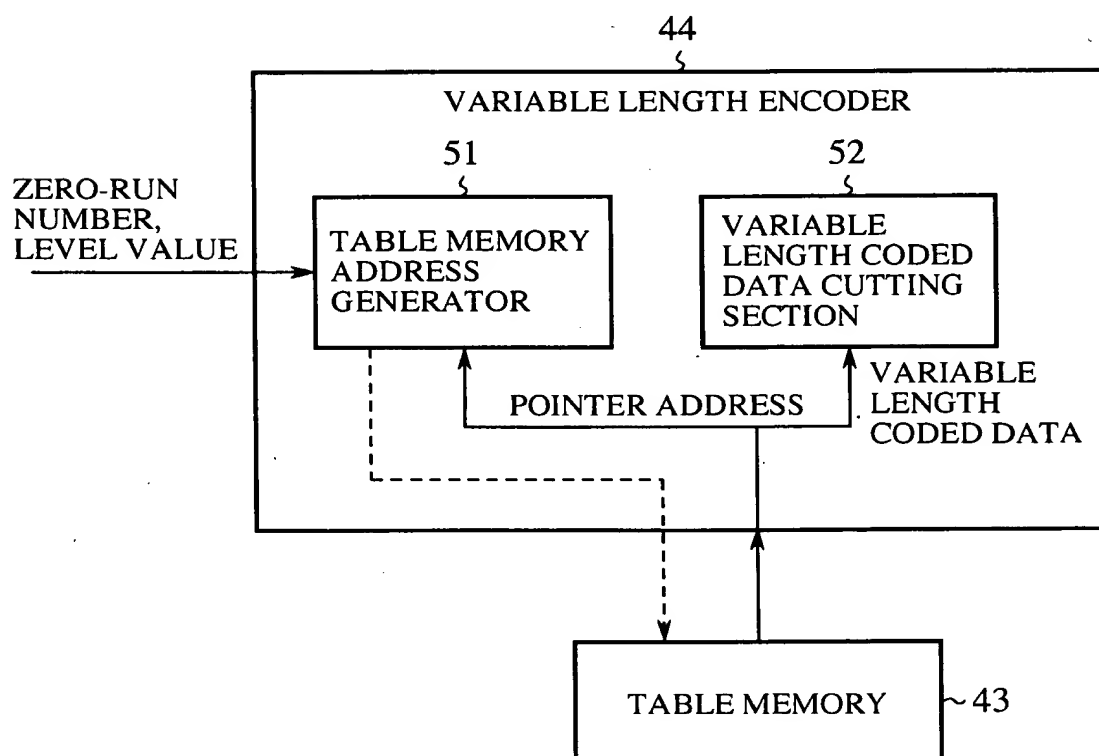 44
VARIABLE LENGTH ENCODER
51
52
ZERO-RUN
NUMBER,
LEVEL VALUE
TABLE MEMORY
ADDRESS
GENERATOR
VARIABLE
LENGTH CODED
DATA CUTTING
SECTION
POINTER ADDRESS
VARIABLE
LENGTH
CODED DATA
TABLE MEMORY
43